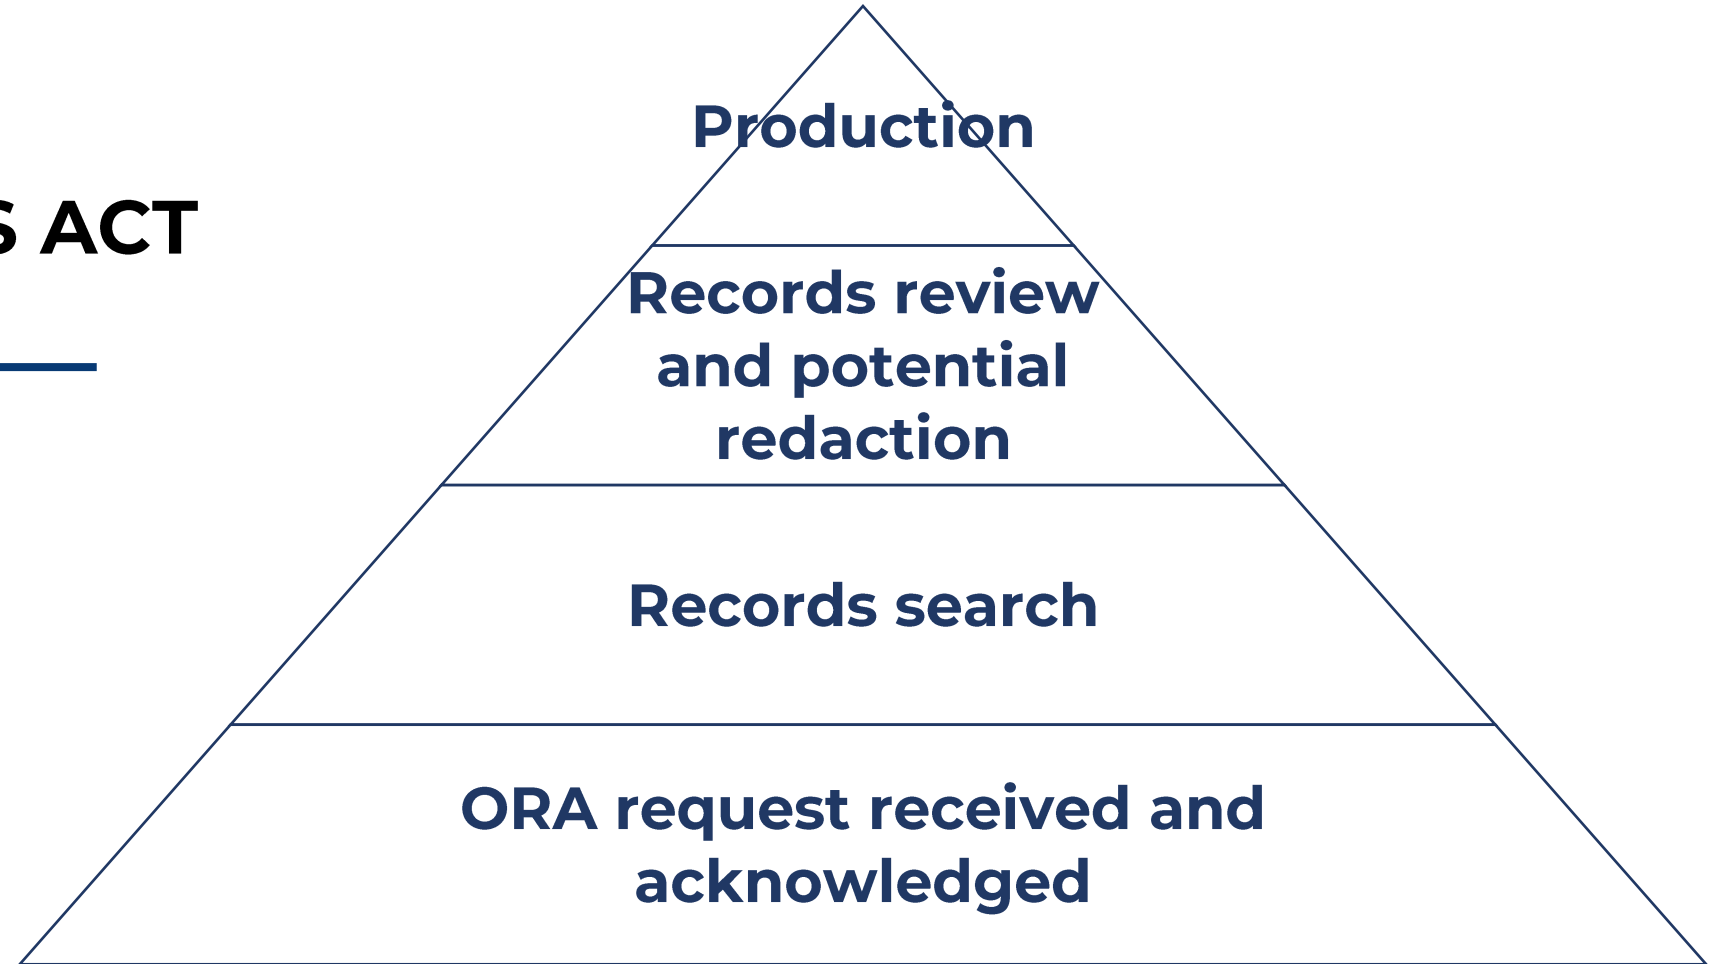 Production
S ACT
Records review
and potential
redaction
Records search
ORA request received and
acknowledged